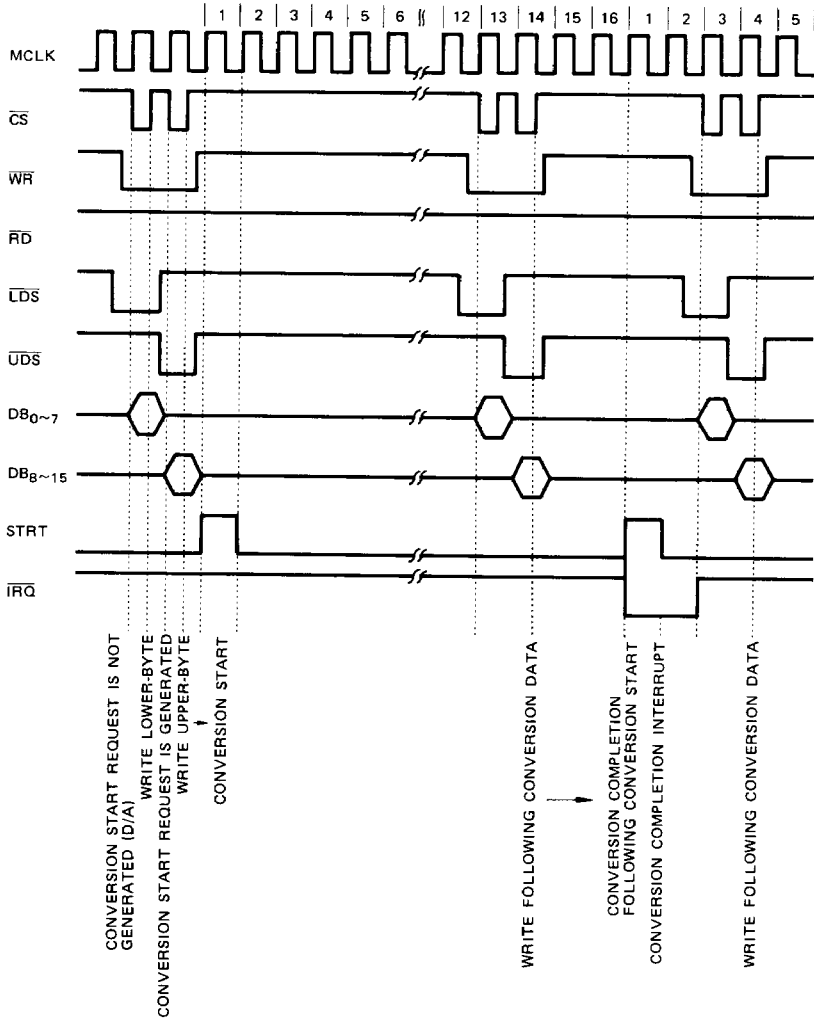 1 2 3 4 5 6 12 13 14 15 16 1 2 3 4 5
MCLK
CS
WR
RD
LDS
UDS
DB0~7
DB8~15
STRT
IRQ
CONVERSION START REQUEST IS NOT
GENERATED (D/A)
WRITE LOWER-BYTE
CONVERSION START REQUEST IS GENERATED
WRITE UPPER-BYTE →
CONVERSION START
WRITE FOLLOWING CONVERSION DATA →
CONVERSION COMPLETION
FOLLOWING CONVERSION START
CONVERSION COMPLETION INTERRUPT
WRITE FOLLOWING CONVERSION DATA